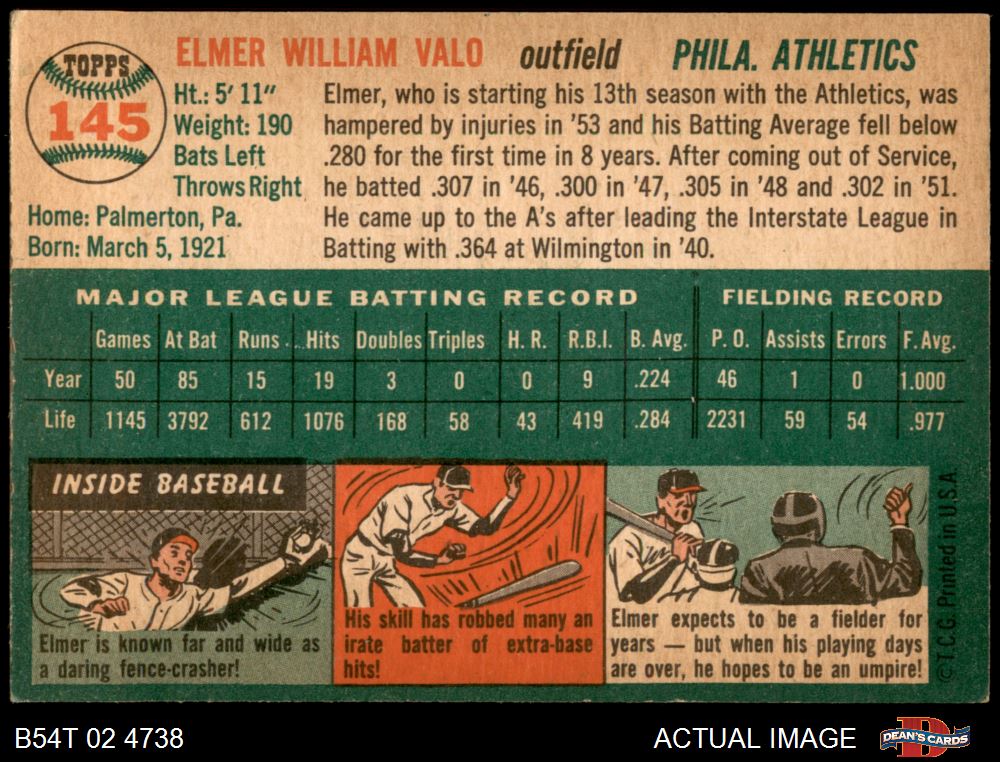 TOPPS
145
ELMER WILLIAM VALO outfield PHILA. ATHLETICS
Ht.: 5' 11"
Weight: 190
Bats Left
Throws Right
Home: Palmerton, Pa.
Born: March 5, 1921
Elmer, who is starting his 13th season with the Athletics, was
hampered by injuries in '53 and his Batting Average fell below
.280 for the first time in 8 years. After coming out of Service,
he batted .307 in '46, .300 in '47, .305 in '48 and .302 in '51.
He came up to the A's after leading the Interstate League in
Batting with .364 at Wilmington in '40.
MAJOR LEAGUE BATTING RECORD FIELDING RECORD
Games At Bat Runs Hits Doubles Triples H. R. R.B.I. B. Avg. P. O. Assists Errors F. Avg.
Year 50 85 15 19 3 0 0 9 .224 46 1 0 1.000
Life 1145 3792 612 1076 168 58 43 419 .284 2231 59 54 .977
INSIDE BASEBALL
Elmer is known far and wide as
a daring fence-crasher!
His skill has robbed many an
irate batter of extra-base
hits!
Elmer expects to be a fielder for
years — but when his playing days
are over, he hopes to be an umpire!
©T.C.G. Printed in U.S.A.
B54T 02 4738
ACTUAL IMAGE
D
DEAN'S CARDS